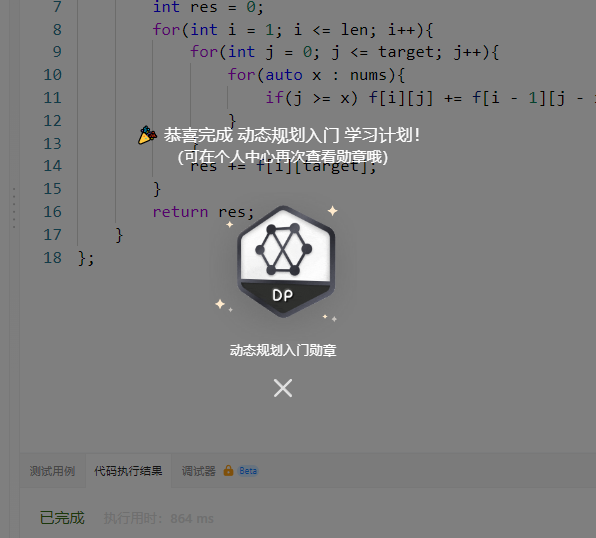 7 int res = 0;
8 for(int i = 1; i <= len; i++){
9 for(int j = 0; j <= target; j++){
10 for(auto x : nums){
11 if(j >= x) f[i][j] += f[i - 1][j -
12 }
恭喜完成 动态规划入门 学习计划!
13 }
(可在个人中心再次查看勋章哦)
14 res += f[i][target];
15 }
16 return res;
17 }
18 };
DP
动态规划入门勋章
测试用例 代码执行结果 调试器 Beta
已完成 执行用时: 864 ms